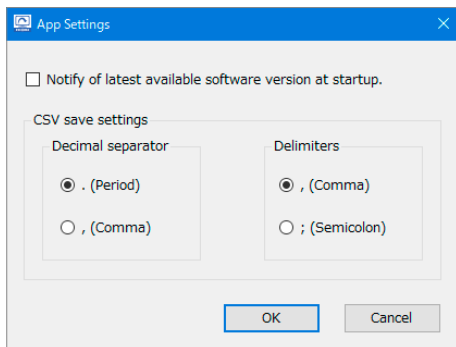 App Settings
Notify of latest available software version at startup.
CSV save settings
Decimal separator
. (Period)
, (Comma)
Delimiters
, (Comma)
; (Semicolon)
OK
Cancel